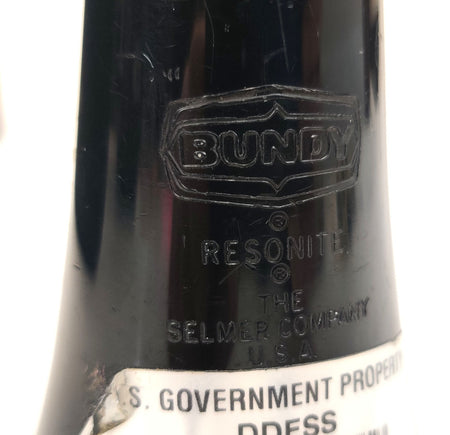 BUNDY
®
RESONITE
®
THE
SELMER COMPANY
U.S.A.
S. GOVERNMENT PROPERTY
DDESS